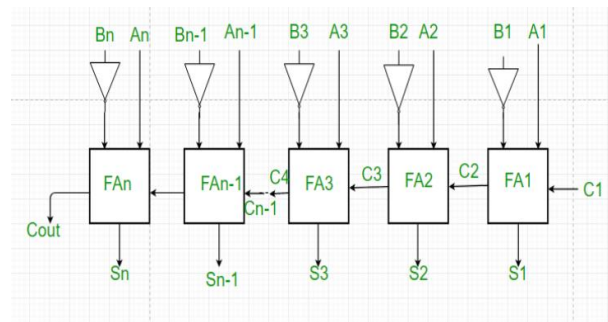 Bn An Bn-1 An-1 B3 A3 B2 A2 B1 A1
FAn FAn-1 C4 FA3 C3 FA2 C2 FA1 C1
Cn-1
Cout
Sn Sn-1 S3 S2 S1